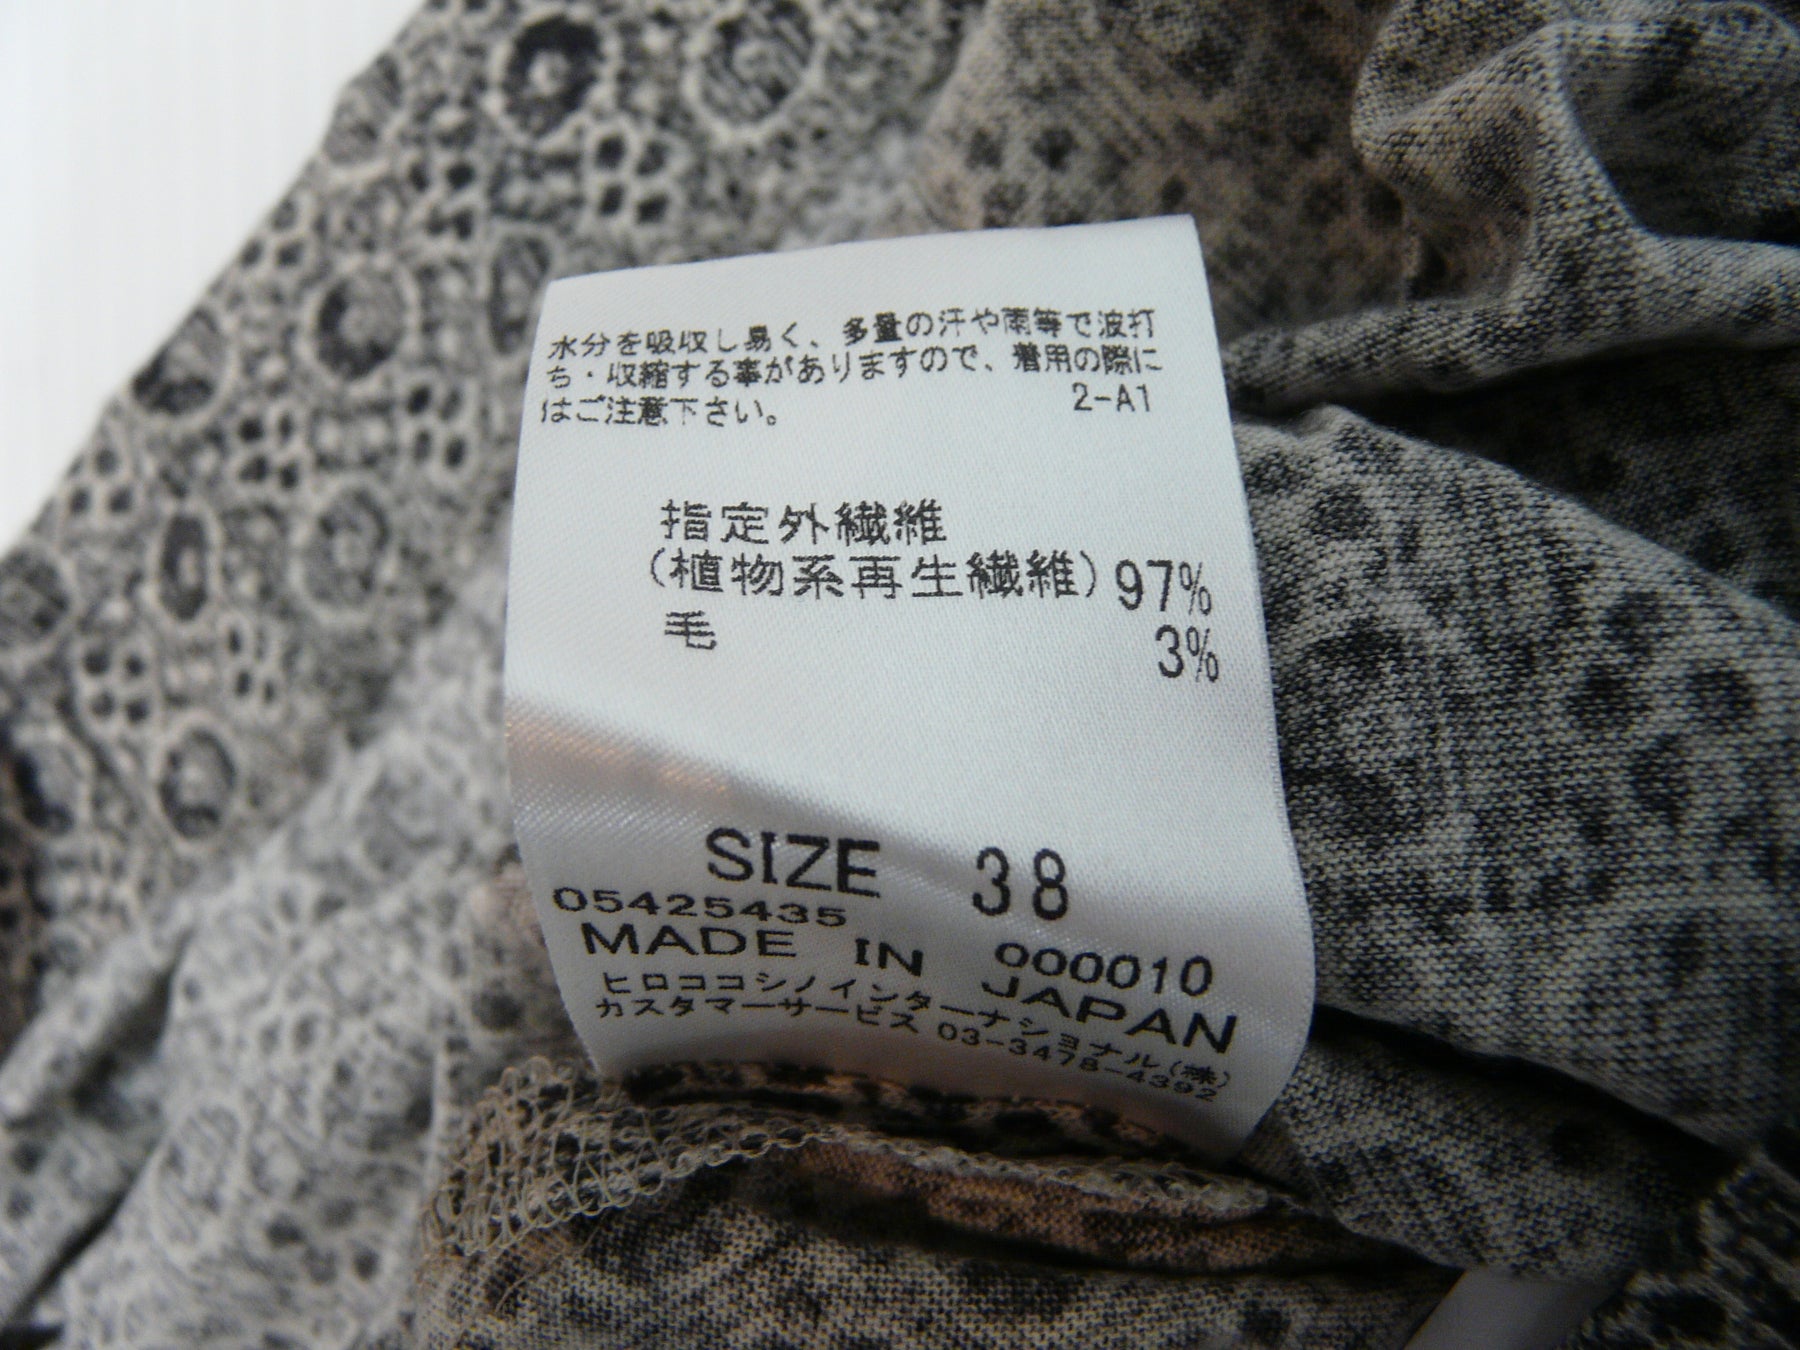 水分を吸収し易く、多量の汗や雨等で波打
ち・収縮する事がありますので、着用の際に
はご注意下さい。 2-A1
指定外繊維
(植物系再生繊維) 97%
毛 3%
SIZE 38
05425435 000010
MADE IN JAPAN
ヒロココシノインターナショナル(株)
カスタマーサービス 03-3478-4392